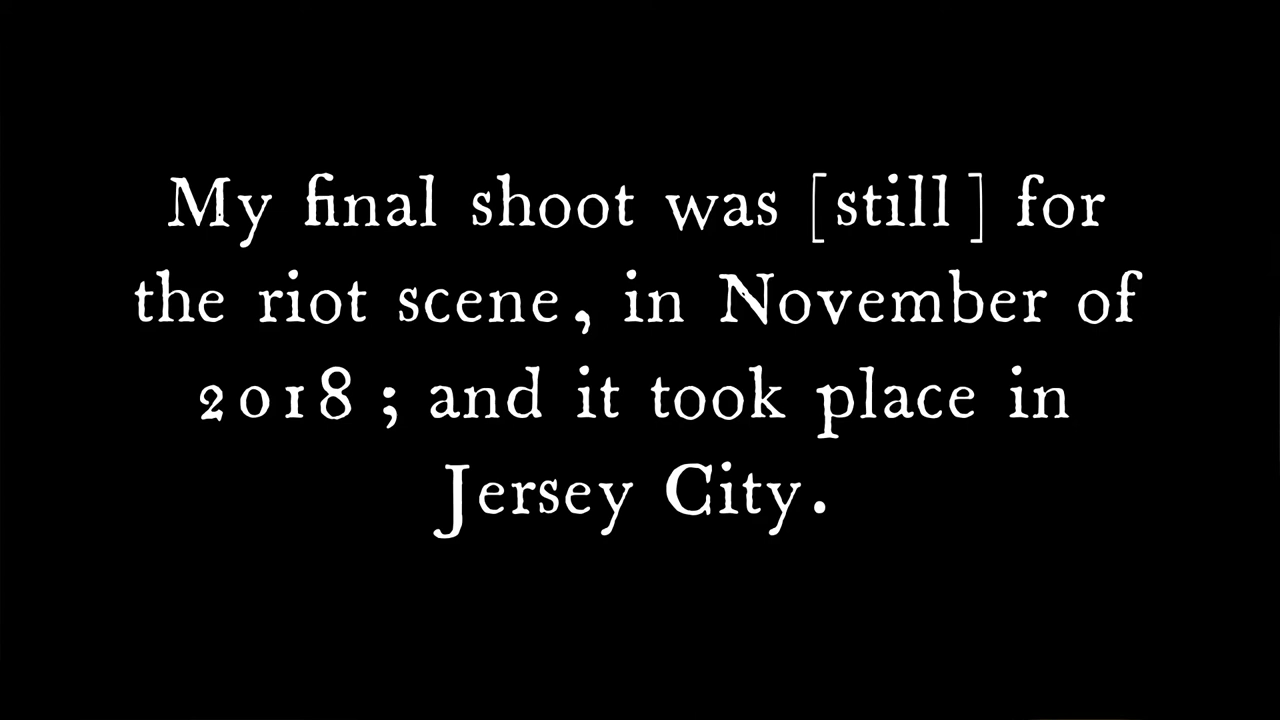 My final shoot was [still] for
the riot scene, in November of
2018; and it took place in
Jersey City.